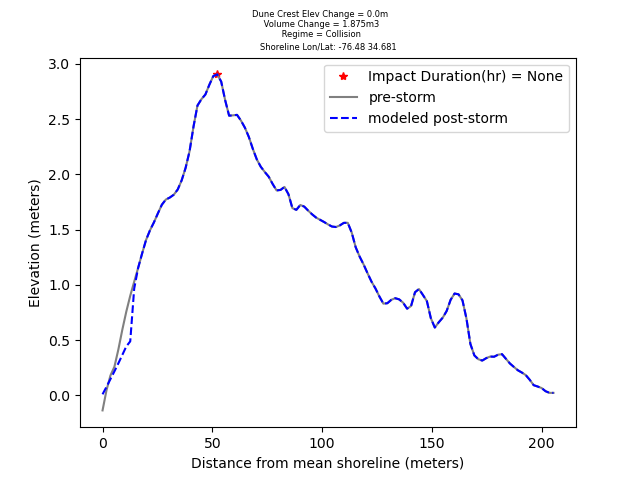 Dune Crest Elev Change = 0.0m
Volume Change = 1.875m3
Regime = Collision
Shoreline Lon/Lat: -76.48 34.681
Impact Duration(hr) = None
pre-storm
modeled post-storm
3.0
2.5
2.0
1.5
1.0
0.5
0.0
Elevation (meters)
0 50 100 150 200
Distance from mean shoreline (meters)